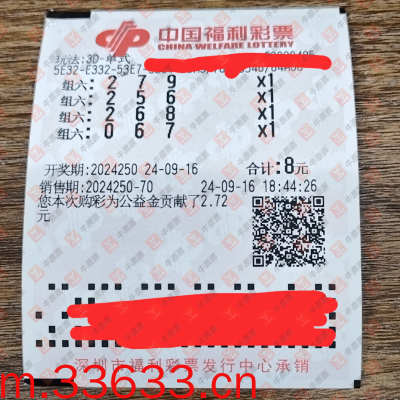 中国福利彩票
CHINA WELFARE LOTTERY
玩法:3D-单式
组六: 2 7 9 x1
组六: 2 5 6 x1
组六: 2 6 8 x1
组六: 0 6 7 x1
开奖期:2024250 24-09-16 合计:8元
销售期:2024250-70 24-09-16 18:44:26
您本次购彩为公益金贡献了2.72
元
深圳市福利彩票发行中心承销
m.33633.cn